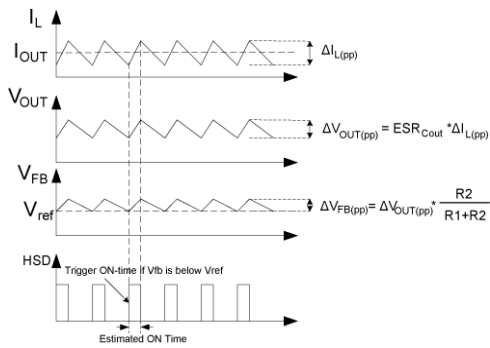 IL
ΔIL(pp)
IOUT
VOUT
ΔVOUT(pp) = ESRCout *ΔIL(pp)
VFB
Vref
ΔVFB(pp)= ΔVOUT(pp)* R2
R1+R2
HSD
Trigger ON-time if Vfb is below Vref
Estimated ON Time